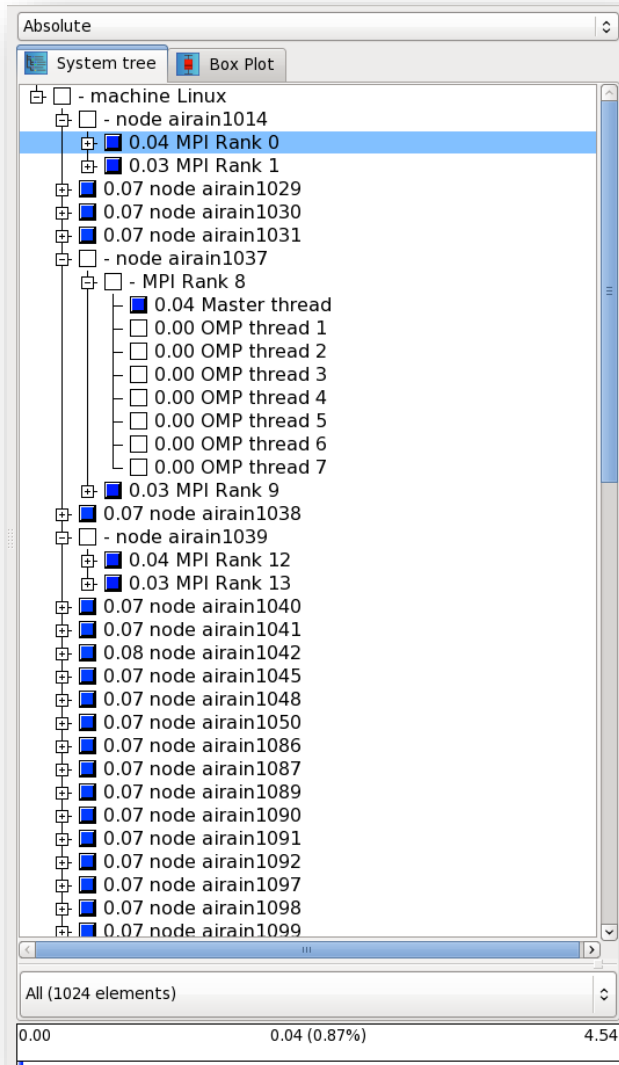 Absolute
System tree Box Plot
- machine Linux
- node airain1014
0.04 MPI Rank 0
0.03 MPI Rank 1
0.07 node airain1029
0.07 node airain1030
0.07 node airain1031
- node airain1037
- MPI Rank 8
0.04 Master thread
0.00 OMP thread 1
0.00 OMP thread 2
0.00 OMP thread 3
0.00 OMP thread 4
0.00 OMP thread 5
0.00 OMP thread 6
0.00 OMP thread 7
0.03 MPI Rank 9
0.07 node airain1038
- node airain1039
0.04 MPI Rank 12
0.03 MPI Rank 13
0.07 node airain1040
0.07 node airain1041
0.08 node airain1042
0.07 node airain1045
0.07 node airain1048
0.07 node airain1050
0.07 node airain1086
0.07 node airain1087
0.07 node airain1089
0.07 node airain1090
0.07 node airain1091
0.07 node airain1092
0.07 node airain1097
0.07 node airain1098
0.07 node airain1099
All (1024 elements)
0.00 0.04 (0.87%) 4.54